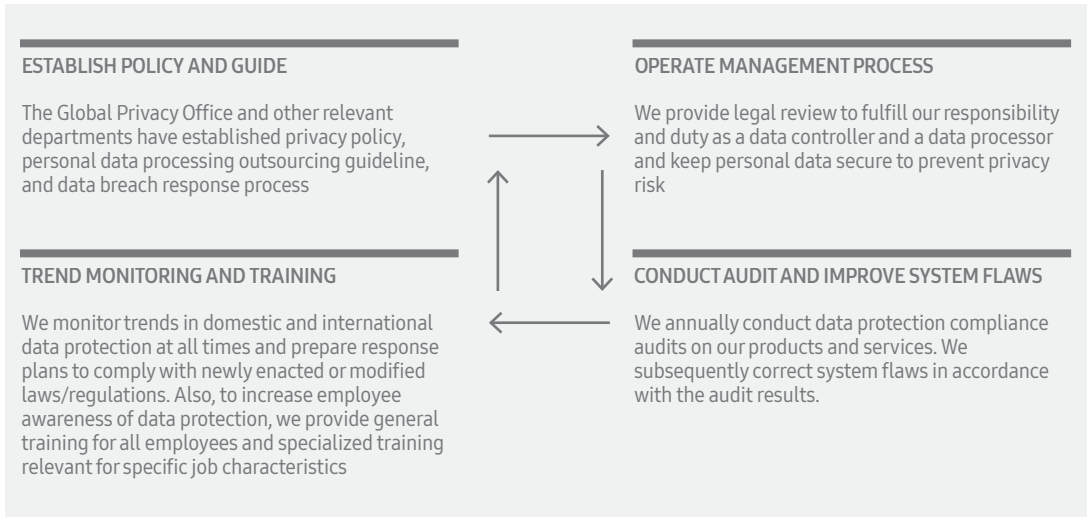 ESTABLISH POLICY AND GUIDE
The Global Privacy Office and other relevant
departments have established privacy policy,
personal data processing outsourcing guideline,
and data breach response process
OPERATE MANAGEMENT PROCESS
We provide legal review to fulfill our responsibility
and duty as a data controller and a data processor
and keep personal data secure to prevent privacy
risk
TREND MONITORING AND TRAINING
We monitor trends in domestic and international
data protection at all times and prepare response
plans to comply with newly enacted or modified
laws/regulations. Also, to increase employee
awareness of data protection, we provide general
training for all employees and specialized training
relevant for specific job characteristics
CONDUCT AUDIT AND IMPROVE SYSTEM FLAWS
We annually conduct data protection compliance
audits on our products and services. We
subsequently correct system flaws in accordance
with the audit results.